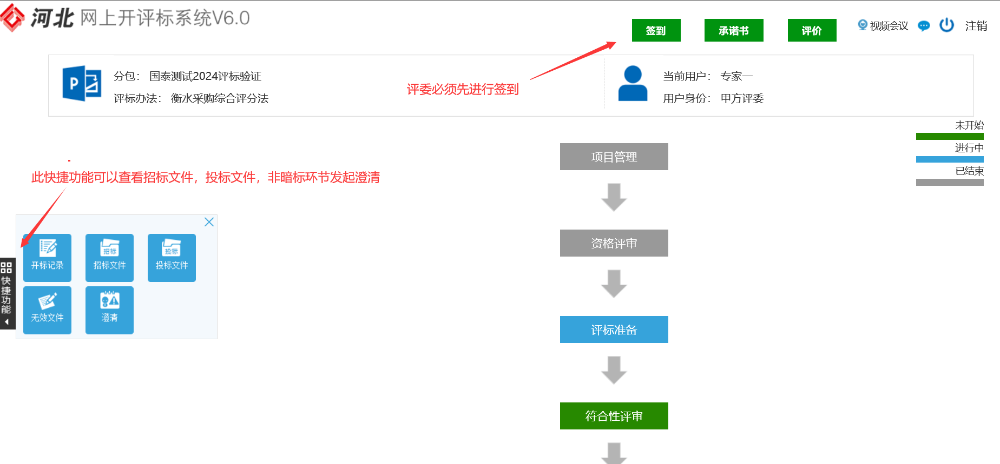 河北 网上开评标系统V6.0
签到
承诺书
评价
视频会议
注销
分包： 国泰测试2024评标验证
评标办法： 衡水采购综合评分法
评委必须先进行签到
当前用户： 专家一
用户身份： 甲方评委
未开始
进行中
已结束
此快捷功能可以查看招标文件，投标文件，非暗标环节发起澄清
快捷功能
开标记录
招标
招标文件
投标
投标文件
无效文件
澄清
项目管理
资格评审
评标准备
符合性评审